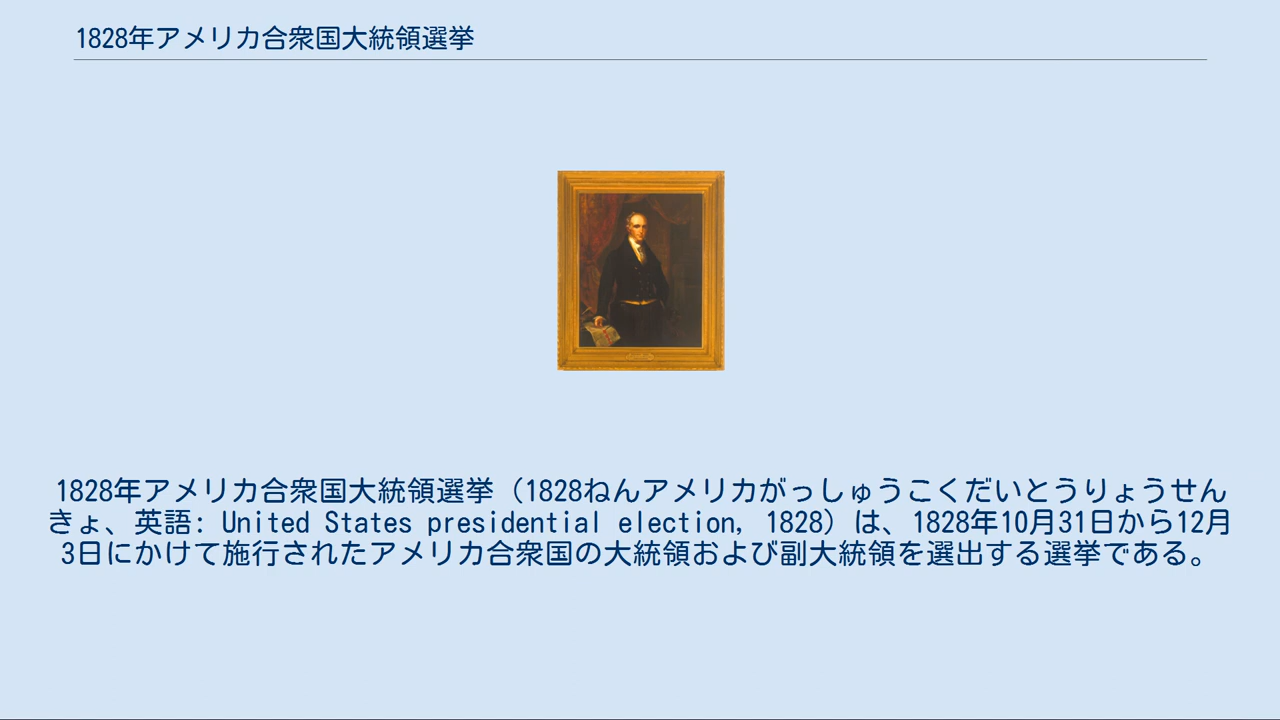 1828年アメリカ合衆国大統領選挙
1828年アメリカ合衆国大統領選挙（1828ねんアメリカがっしゅうこくだいとうりょうせん
きょ、英語: United States presidential election, 1828）は、1828年10月31日から12月
3日にかけて施行されたアメリカ合衆国の大統領および副大統領を選出する選挙である。